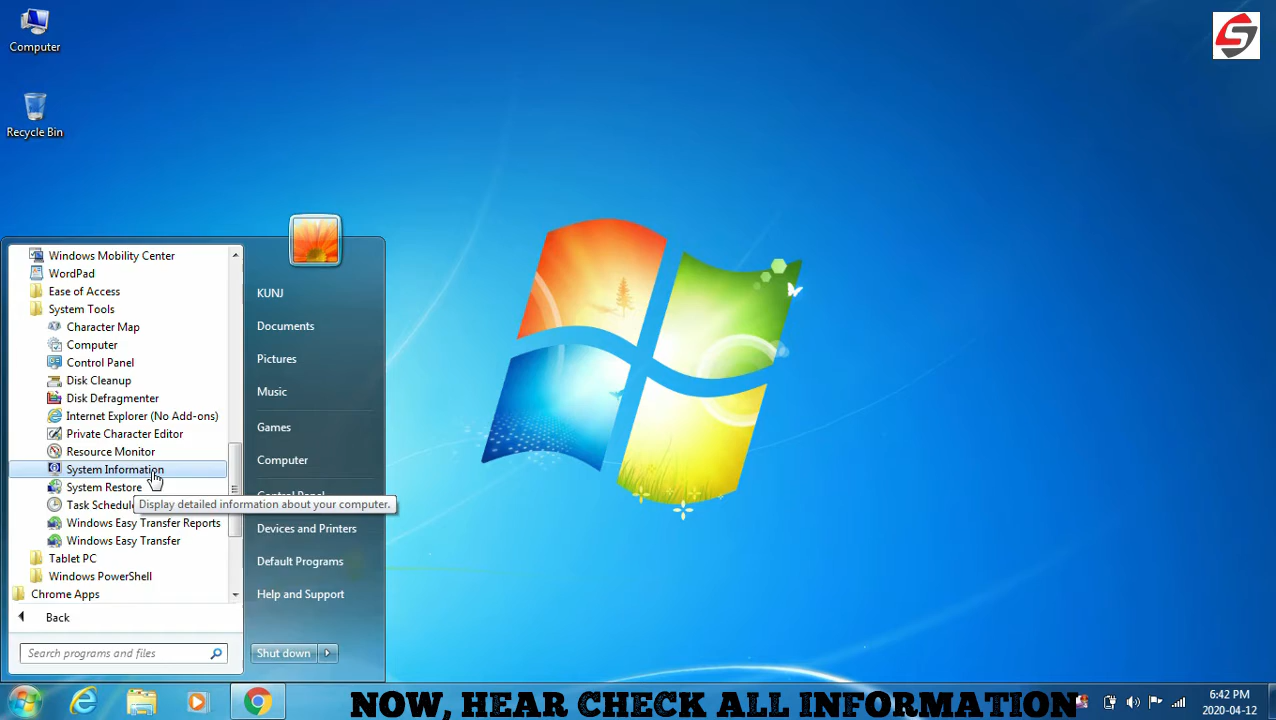 Computer
Recycle Bin
Windows Mobility Center
WordPad
Ease of Access
System Tools
Character Map
Computer
Control Panel
Disk Cleanup
Disk Defragmenter
Internet Explorer (No Add-ons)
Private Character Editor
Resource Monitor
System Information
System Restore
Task Schedule
Display detailed information about your computer.
Windows Easy Transfer Reports
Windows Easy Transfer
Tablet PC
Windows PowerShell
Chrome Apps
Back
Search programs and files
KUNJ
Documents
Pictures
Music
Games
Computer
Control Panel
Devices and Printers
Default Programs
Help and Support
Shut down
NOW, HEAR CHECK ALL INFORMATION
6:42 PM
2020-04-12